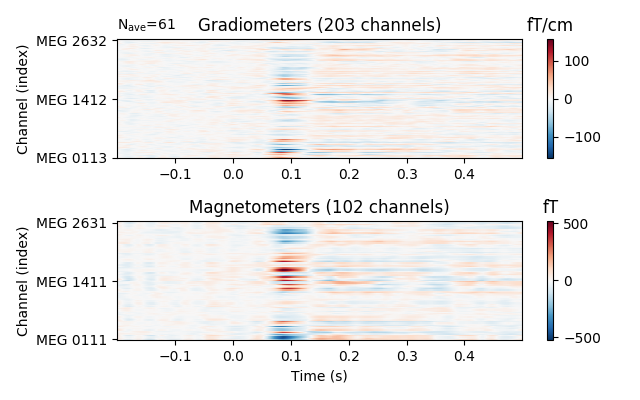 Nave=61 Gradiometers (203 channels) fT/cm
MEG 2632
MEG 1412
MEG 0113
Channel (index)
100
0
−100
−0.1 0.0 0.1 0.2 0.3 0.4
Magnetometers (102 channels) fT
MEG 2631
MEG 1411
MEG 0111
Channel (index)
500
0
−500
−0.1 0.0 0.1 0.2 0.3 0.4
Time (s)